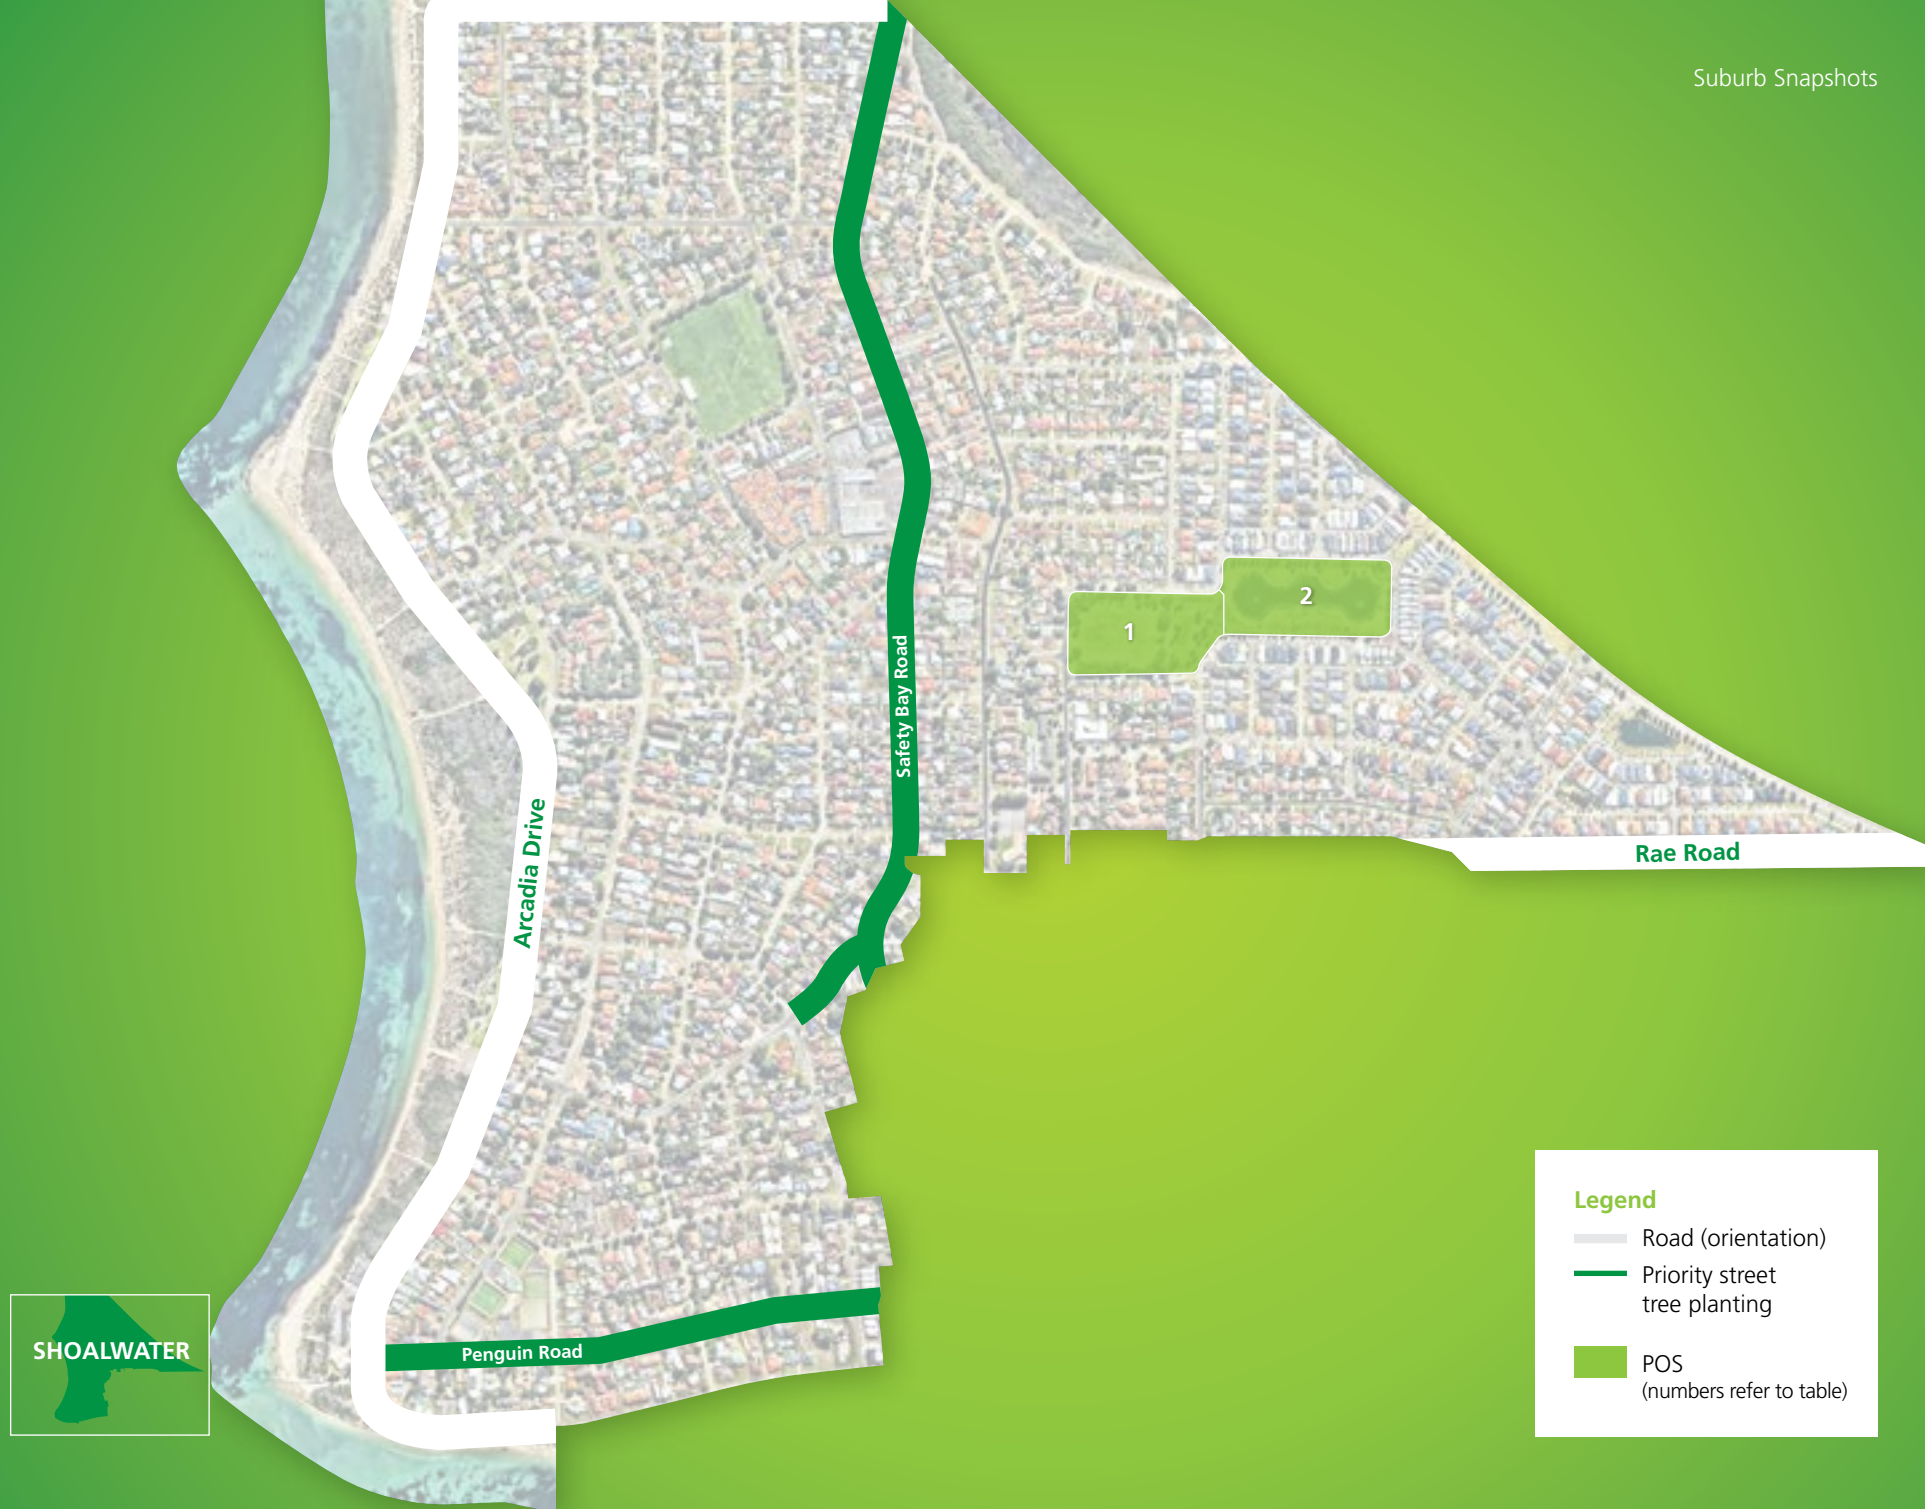 Suburb Snapshots
2
1
Safety Bay Road
Arcadia Drive
Rae Road
Penguin Road
SHOALWATER
Legend
Road (orientation)
Priority street
tree planting
POS
(numbers refer to table)